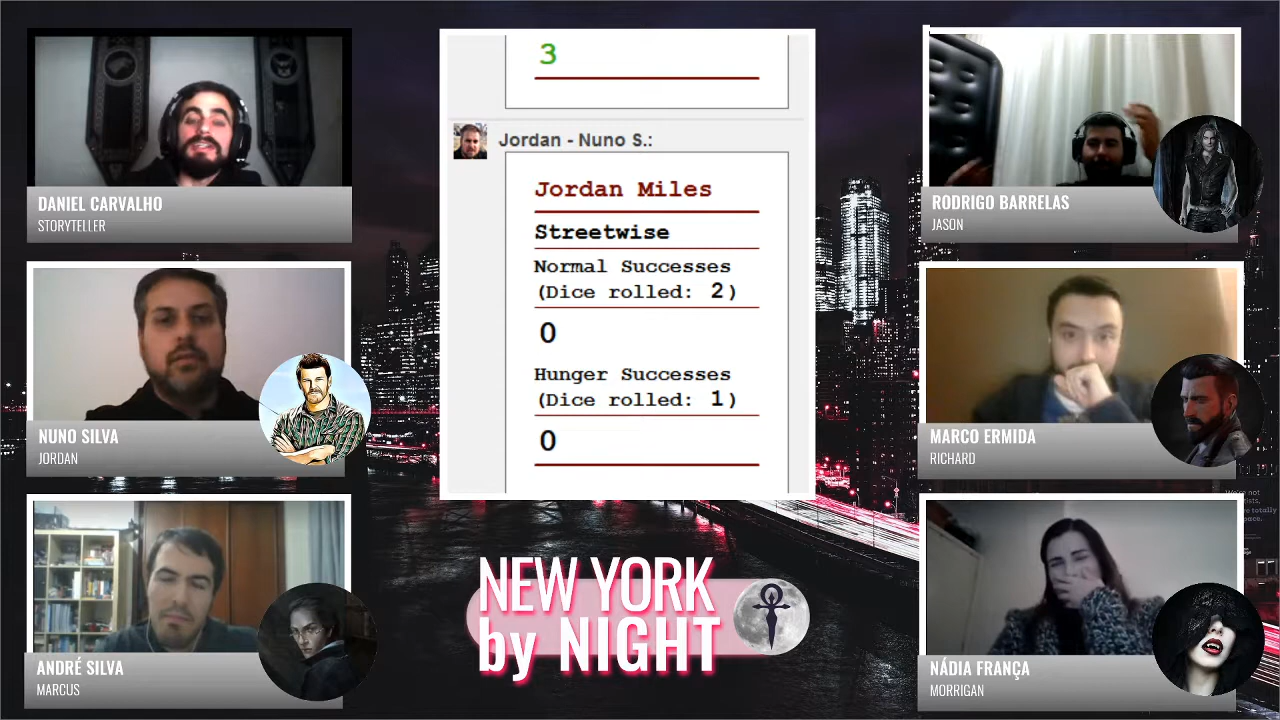 DANIEL CARVALHO
STORYTELLER
NUNO SILVA
JORDAN
ANDRÉ SILVA
MARCUS
3
Jordan - Nuno S.:
Jordan Miles
Streetwise
Normal Successes
(Dice rolled: 2)
0
Hunger Successes
(Dice rolled: 1)
0
NEW YORK
by NIGHT
RODRIGO BARRELAS
JASON
MARCO ERMIDA
RICHARD
NÁDIA FRANÇA
MORRIGAN